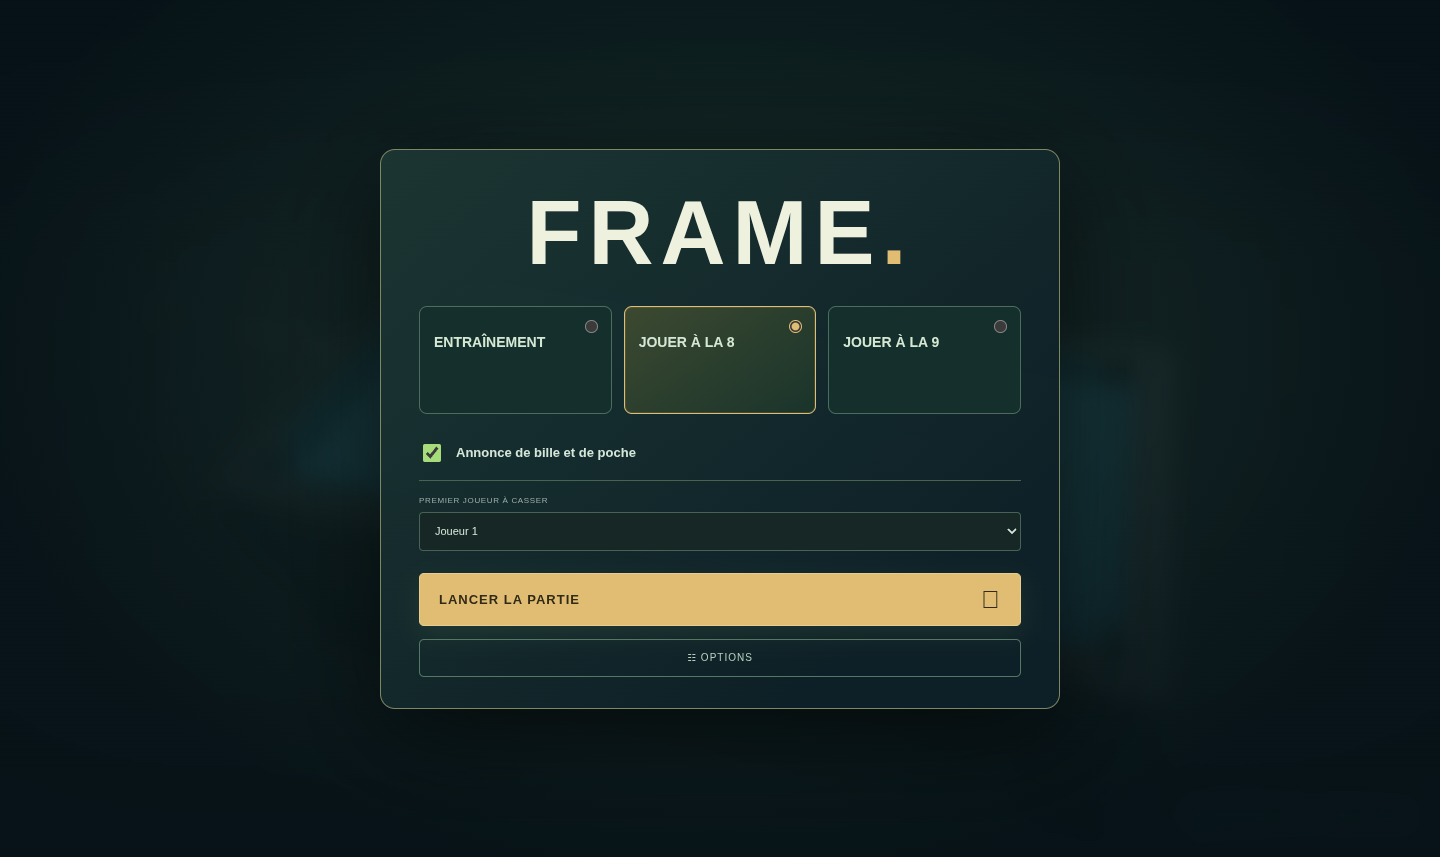 FRAME.
ENTRAÎNEMENT
JOUER À LA 8
JOUER À LA 9
Annonce de bille et de poche
PREMIER JOUEUR À CASSER
Joueur 1
LANCER LA PARTIE
☷ OPTIONS